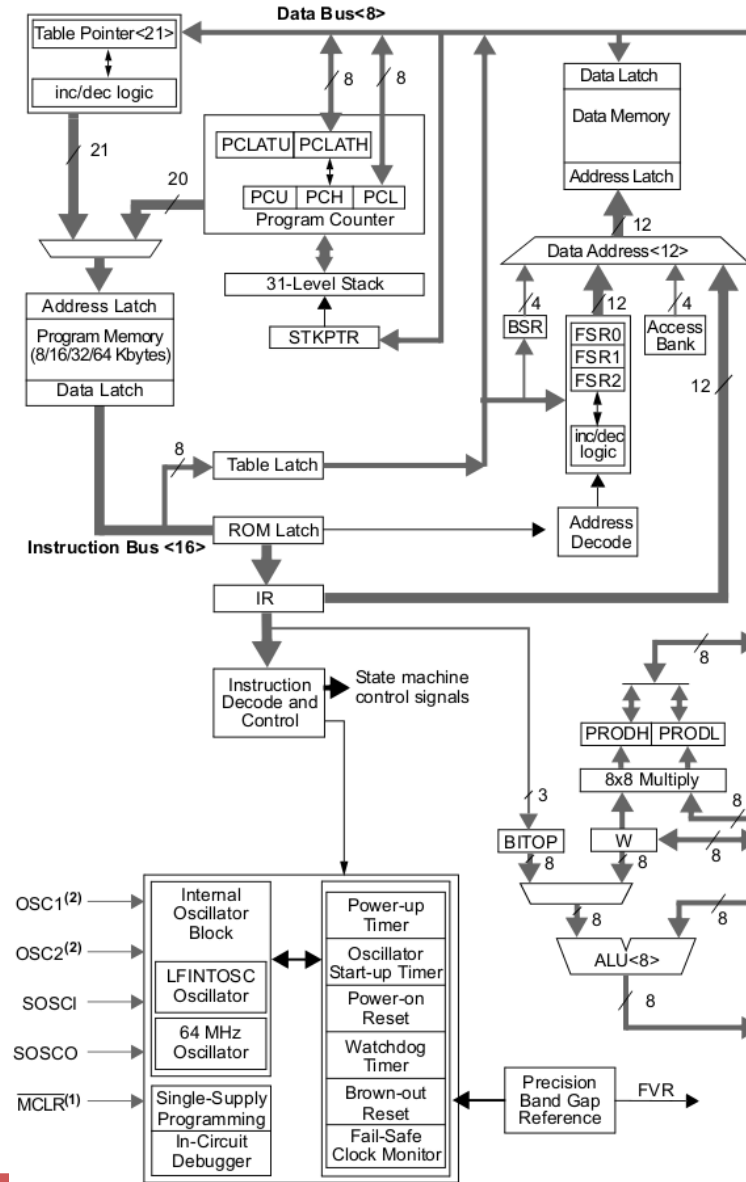 Data Bus<8>
Table Pointer<21>
inc/dec logic
21
20
8
8
PCLATU PCLATH
PCU PCH PCL
Program Counter
31-Level Stack
STKPTR
Data Latch
Data Memory
Address Latch
12
Data Address<12>
4
12
4
BSR
FSR0
FSR1
FSR2
inc/dec
logic
Access
Bank
12
Address
Decode
Address Latch
Program Memory
(8/16/32/64 Kbytes)
Data Latch
8
Table Latch
ROM Latch
Instruction Bus <16>
IR
Instruction
Decode and
Control
State machine
control signals
8
PRODH PRODL
8x8 Multiply
3
8
BITOP
W
8
8
8
8
8
ALU<8>
8
OSC1(2)
OSC2(2)
SOSCI
SOSCO
MCLR(1)
Internal
Oscillator
Block
LFINTOSC
Oscillator
64 MHz
Oscillator
Single-Supply
Programming
In-Circuit
Debugger
Power-up
Timer
Oscillator
Start-up Timer
Power-on
Reset
Watchdog
Timer
Brown-out
Reset
Fail-Safe
Clock Monitor
Precision
Band Gap
Reference
FVR